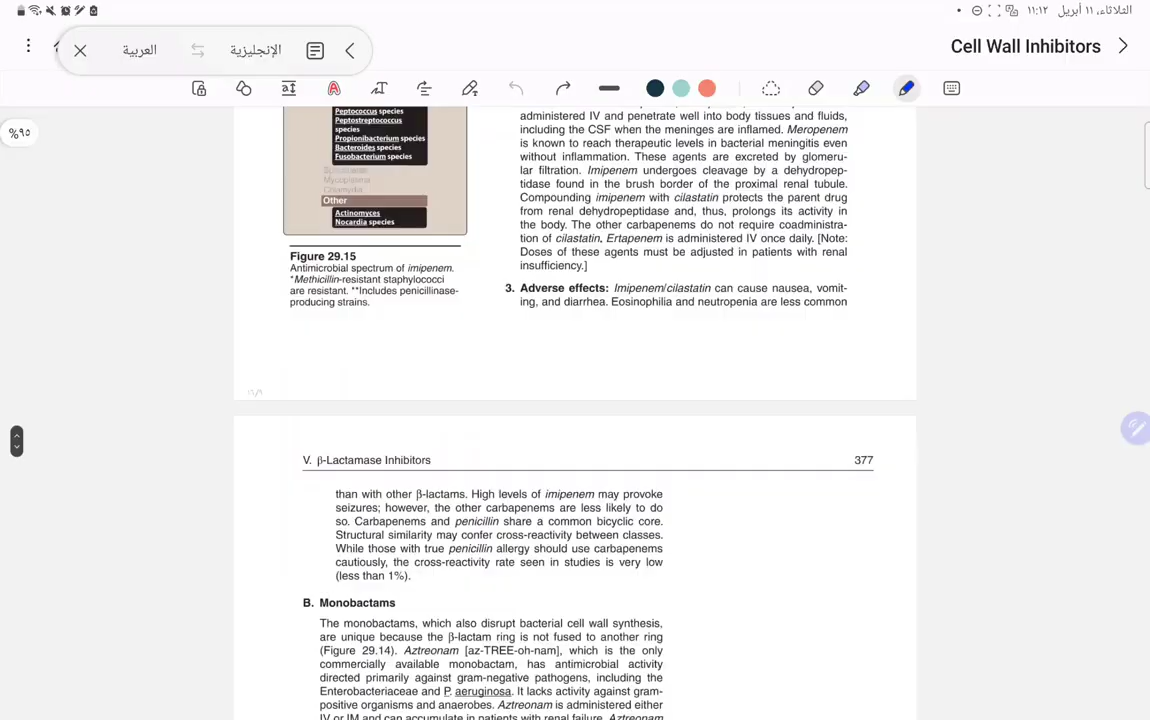 الثلاثاء، ١١ أبريل ١١:١٢
العربية
الإنجليزية
Cell Wall Inhibitors
%٩٥
Peptococcus species
Peptostreptococcus
species
Propionibacterium species
Bacteroides species
Fusobacterium species
Mycoplasma
Chlamydia
Other
Actinomyces
Nocardia species
Figure 29.15
Antimicrobial spectrum of imipenem.
*Methicillin-resistant staphylococci
are resistant. **Includes penicillinase-
producing strains.
administered IV and penetrate well into body tissues and fluids,
including the CSF when the meninges are inflamed. Meropenem
is known to reach therapeutic levels in bacterial meningitis even
without inflammation. These agents are excreted by glomeru-
lar filtration. Imipenem undergoes cleavage by a dehydropep-
tidase found in the brush border of the proximal renal tubule.
Compounding imipenem with cilastatin protects the parent drug
from renal dehydropeptidase and, thus, prolongs its activity in
the body. The other carbapenems do not require coadministra-
tion of cilastatin. Ertapenem is administered IV once daily. [Note:
Doses of these agents must be adjusted in patients with renal
insufficiency.]
3. Adverse effects: Imipenem/cilastatin can cause nausea, vomit-
ing, and diarrhea. Eosinophilia and neutropenia are less common
V. β-Lactamase Inhibitors 377
than with other β-lactams. High levels of imipenem may provoke
seizures; however, the other carbapenems are less likely to do
so. Carbapenems and penicillin share a common bicyclic core.
Structural similarity may confer cross-reactivity between classes.
While those with true penicillin allergy should use carbapenems
cautiously, the cross-reactivity rate seen in studies is very low
(less than 1%).
B. Monobactams
The monobactams, which also disrupt bacterial cell wall synthesis,
are unique because the β-lactam ring is not fused to another ring
(Figure 29.14). Aztreonam [az-TREE-oh-nam], which is the only
commercially available monobactam, has antimicrobial activity
directed primarily against gram-negative pathogens, including the
Enterobacteriaceae and P. aeruginosa. It lacks activity against gram-
positive organisms and anaerobes. Aztreonam is administered either
IV or IM and can accumulate in patients with renal failure. Aztreonam